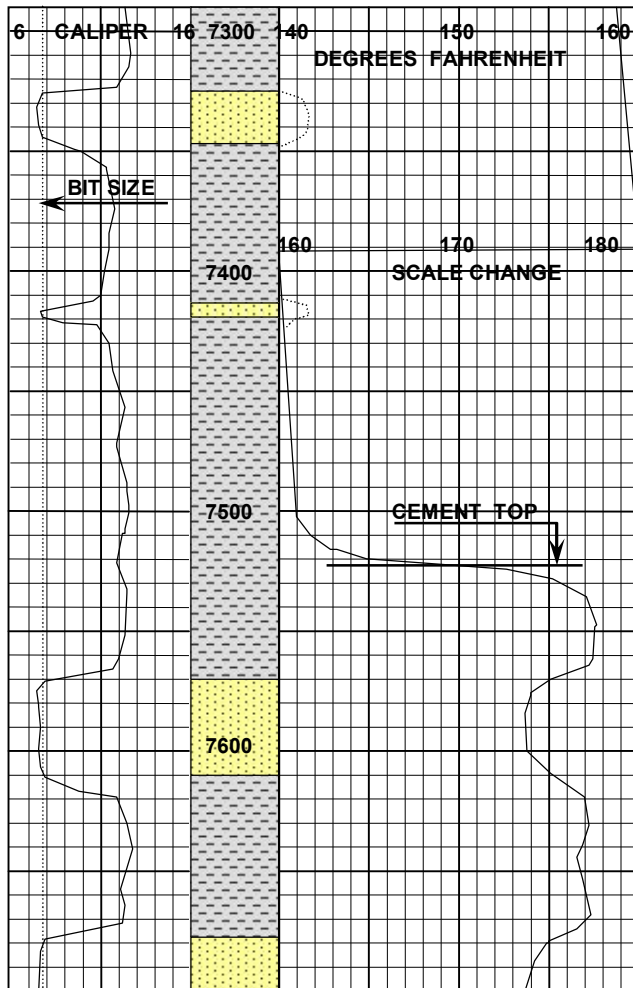 6 CALIPER 16 7300 140 150 160
DEGREES FAHRENHEIT
BIT SIZE
160 170 180
7400 SCALE CHANGE
7500 CEMENT TOP
7600